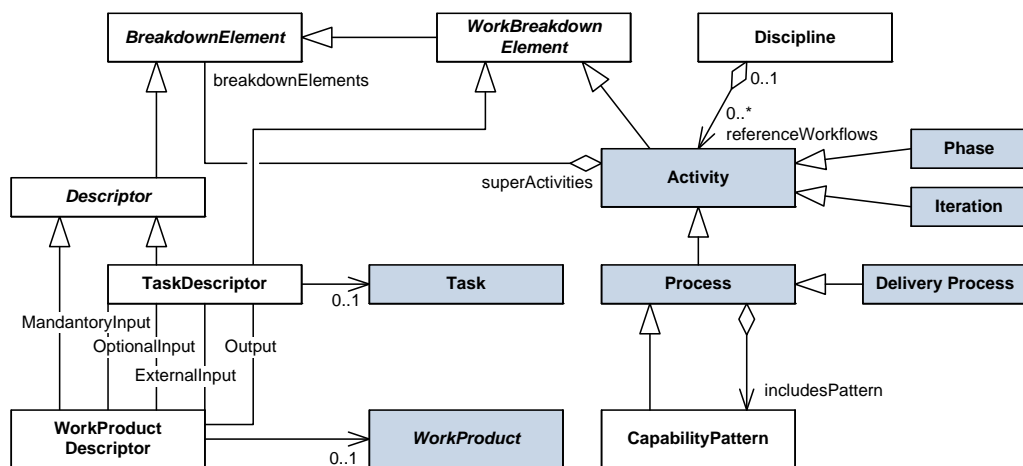 BreakdownElement
WorkBreakdown
Element
Discipline
breakdownElements
0..1
0..*
referenceWorkflows
Phase
Activity
superActivities
Descriptor
Iteration
TaskDescriptor
Task
0..1
Process
Delivery Process
MandantoryInput
OptionalInput
Output
ExternalInput
includesPattern
WorkProduct
Descriptor
0..1
WorkProduct
CapabilityPattern